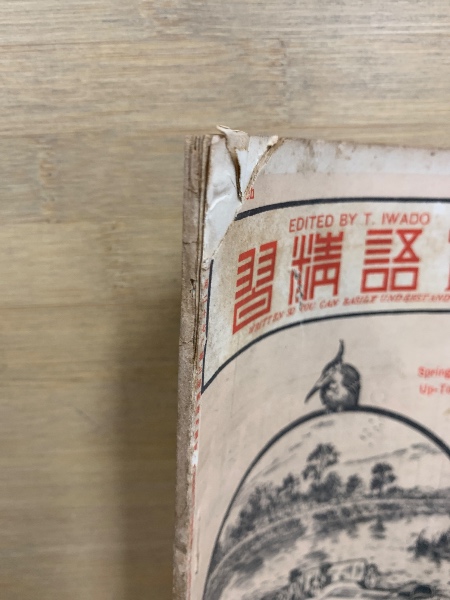 EDITED BY T. IWADO
習精語
WRITTEN SO YOU CAN EASILY UNDERSTAND
Spring